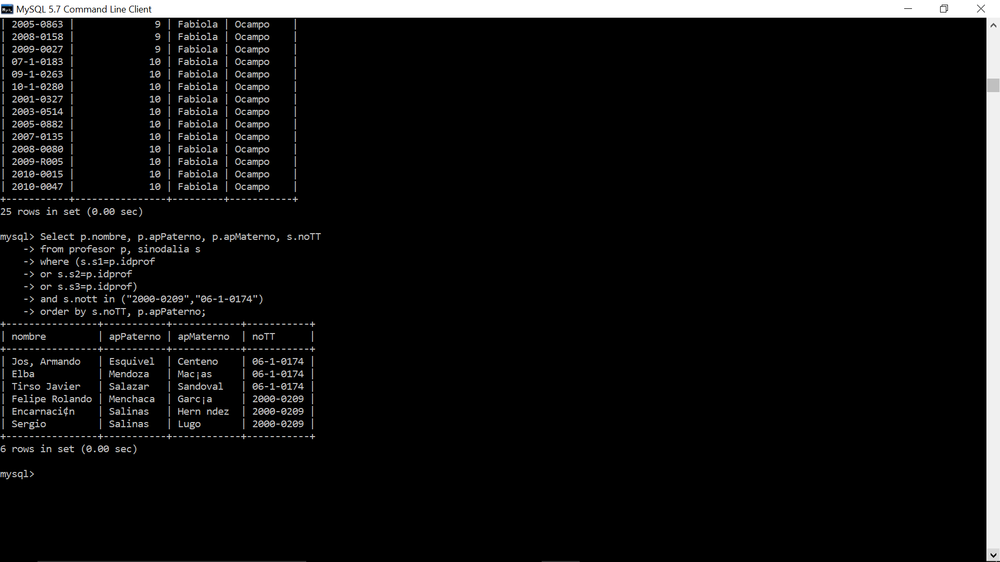 MySQL 5.7 Command Line Client
| 2005-0863 |              9 | Fabiola | Ocampo    |
| 2008-0158 |              9 | Fabiola | Ocampo    |
| 2009-0027 |              9 | Fabiola | Ocampo    |
| 07-1-0183 |             10 | Fabiola | Ocampo    |
| 09-1-0263 |             10 | Fabiola | Ocampo    |
| 10-1-0280 |             10 | Fabiola | Ocampo    |
| 2001-0327 |             10 | Fabiola | Ocampo    |
| 2003-0514 |             10 | Fabiola | Ocampo    |
| 2005-0882 |             10 | Fabiola | Ocampo    |
| 2007-0135 |             10 | Fabiola | Ocampo    |
| 2008-0080 |             10 | Fabiola | Ocampo    |
| 2009-R005 |             10 | Fabiola | Ocampo    |
| 2010-0015 |             10 | Fabiola | Ocampo    |
| 2010-0047 |             10 | Fabiola | Ocampo    |
+-----------+----------------+---------+-----------+
25 rows in set (0.00 sec)
mysql> Select p.nombre, p.apPaterno, p.apMaterno, s.noTT
    -> from profesor p, sinodalia s
    -> where (s.s1=p.idprof
    -> or s.s2=p.idprof
    -> or s.s3=p.idprof)
    -> and s.nott in ("2000-0209","06-1-0174")
    -> order by s.noTT, p.apPaterno;
+----------------+-----------+------------+-----------+
| nombre         | apPaterno | apMaterno  | noTT      |
+----------------+-----------+------------+-----------+
| Jos‚ Armando   | Esquivel  | Centeno    | 06-1-0174 |
| Elba           | Mendoza   | Mac¡as     | 06-1-0174 |
| Tirso Javier   | Salazar   | Sandoval   | 06-1-0174 |
| Felipe Rolando | Menchaca  | Garc¡a     | 2000-0209 |
| Encarnaci¢n    | Salinas   | Hern ndez  | 2000-0209 |
| Sergio         | Salinas   | Lugo       | 2000-0209 |
+----------------+-----------+------------+-----------+
6 rows in set (0.00 sec)
mysql>